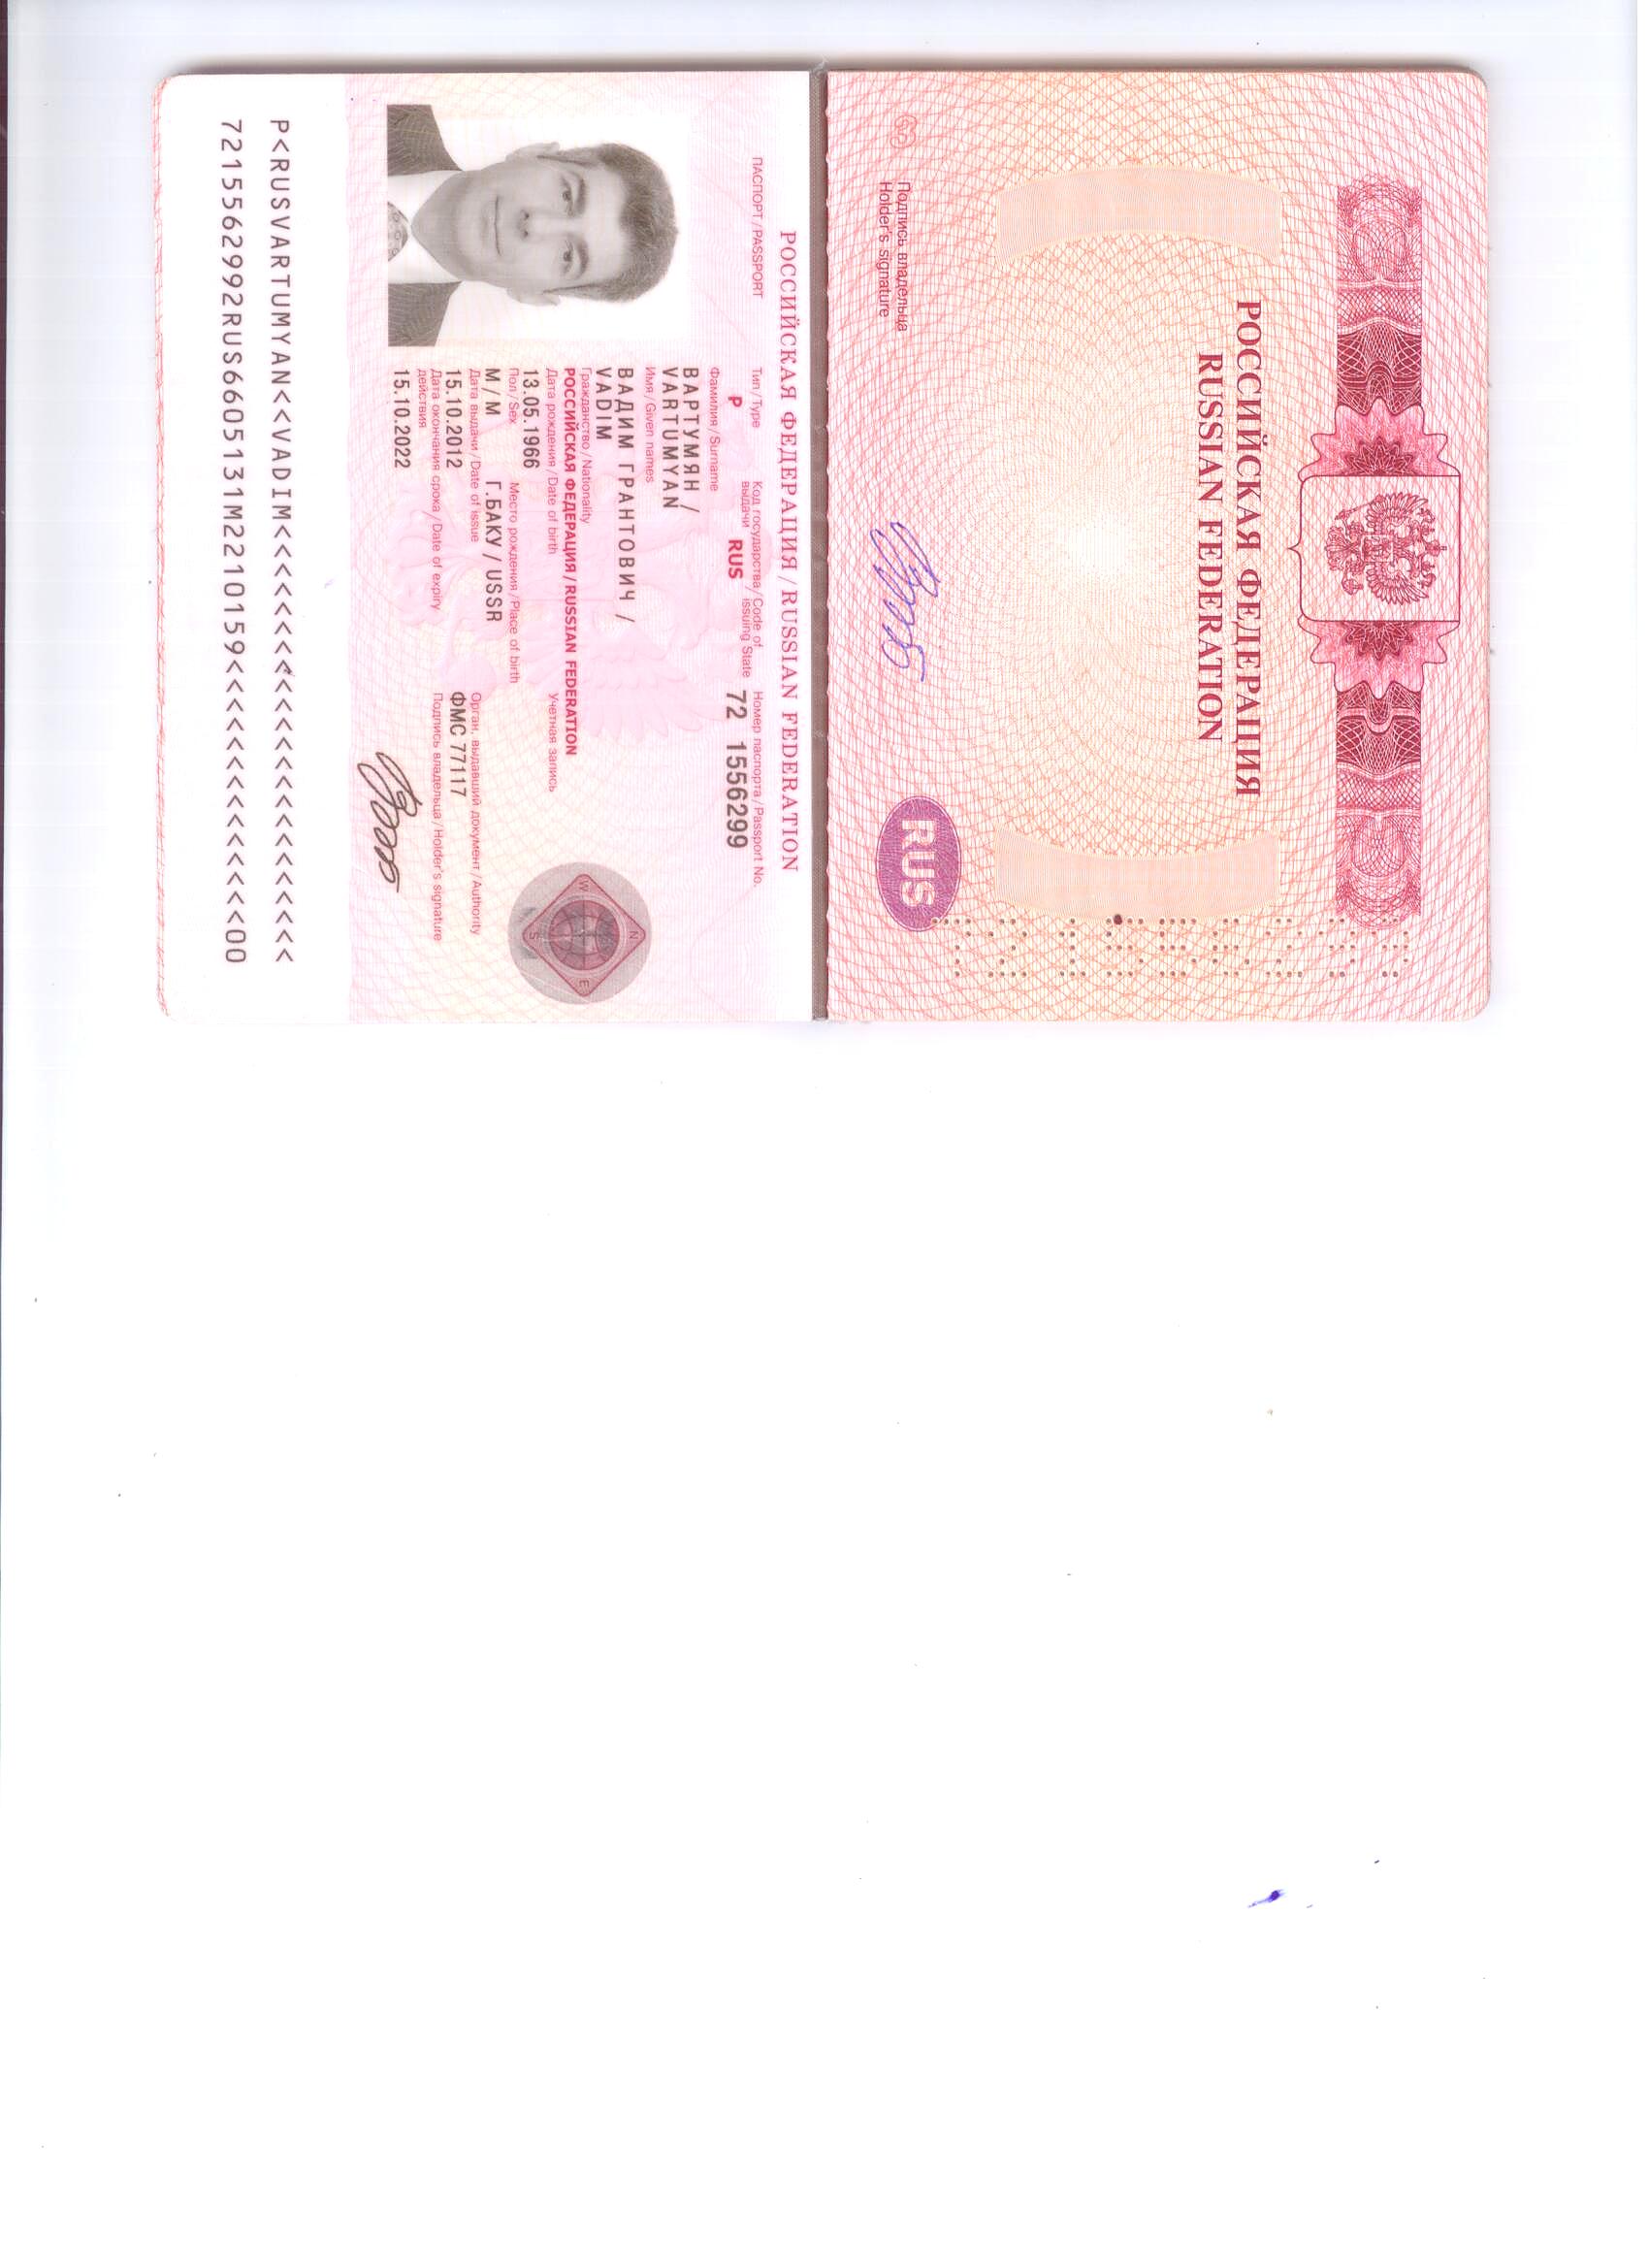 РОССИЙСКАЯ ФЕДЕРАЦИЯ
RUSSIAN FEDERATION
Подпись владельца
Holder's signature
RUS
72 1556299
РОССИЙСКАЯ ФЕДЕРАЦИЯ / RUSSIAN FEDERATION
ПАСПОРТ / PASSPORT
Тип / Type
Код государства / Code of
выдачи issuing State
Номер паспорта / Passport No.
P RUS 72 1556299
Фамилия / Surname
ВАРТУМЯН /
VARTUMYAN
Имя / Given names
ВАДИМ ГРАНТОВИЧ /
VADIM
Гражданство / Nationality
РОССИЙСКАЯ ФЕДЕРАЦИЯ / RUSSIAN FEDERATION
Дата рождения / Date of birth Учетная запись
13.05.1966
Пол / Sex Место рождения / Place of birth
М / M Г.БАКУ / USSR
Дата выдачи / Date of issue Орган, выдавший документ / Authority
15.10.2012 ФМС 77117
Дата окончания срока / Date of expiry Подпись владельца / Holder's signature
действия
15.10.2022
N
E
S
W
P<RUSVARTUMYAN<<VADIM<<<<<<<<<<<<<<<<<<<<<<<
7215562992RUS6605131M2210159<<<<<<<<<<<<<<00